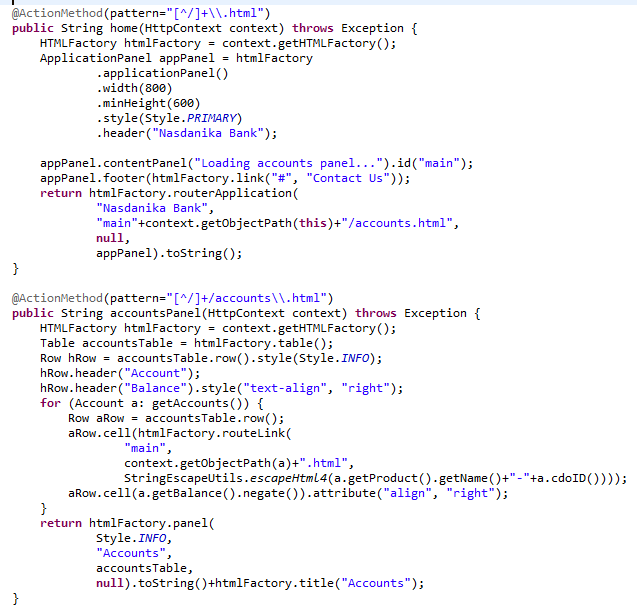 @ActionMethod(pattern="[^/]+\\.html")
public String home(HttpContext context) throws Exception {
    HTMLFactory htmlFactory = context.getHTMLFactory();
    ApplicationPanel appPanel = htmlFactory
            .applicationPanel()
            .width(800)
            .minHeight(600)
            .style(Style.PRIMARY)
            .header("Nasdanika Bank");

    appPanel.contentPanel("Loading accounts panel...").id("main");
    appPanel.footer(htmlFactory.link("#", "Contact Us"));
    return htmlFactory.routerApplication(
            "Nasdanika Bank",
            "main"+context.getObjectPath(this)+"/accounts.html",
            null,
            appPanel).toString();
}

@ActionMethod(pattern="[^/]+/accounts\\.html")
public String accountsPanel(HttpContext context) throws Exception {
    HTMLFactory htmlFactory = context.getHTMLFactory();
    Table accountsTable = htmlFactory.table();
    Row hRow = accountsTable.row().style(Style.INFO);
    hRow.header("Account");
    hRow.header("Balance").style("text-align", "right");
    for (Account a: getAccounts()) {
        Row aRow = accountsTable.row();
        aRow.cell(htmlFactory.routeLink(
                "main",
                context.getObjectPath(a)+".html",
                StringEscapeUtils.escapeHtml4(a.getProduct().getName()+"-"+a.cdoID())));
        aRow.cell(a.getBalance().negate()).attribute("align", "right");
    }
    return htmlFactory.panel(
            Style.INFO,
            "Accounts",
            accountsTable,
            null).toString()+htmlFactory.title("Accounts");
}